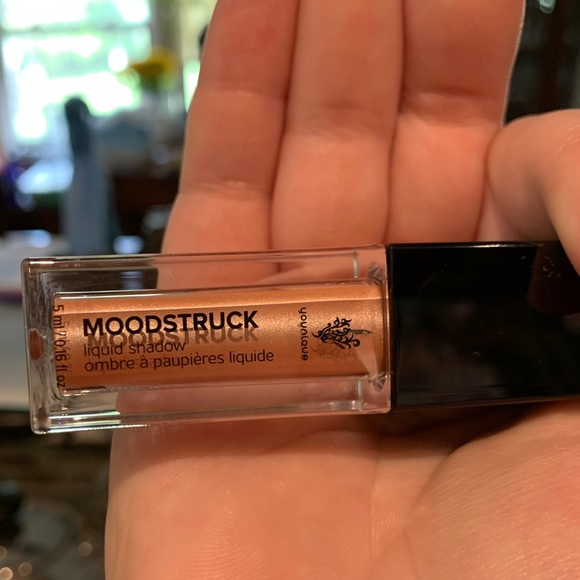 MOODSTRUCK
liquid shadow
ombre à paupières liquide
younique
5 ml/0.16 fl oz